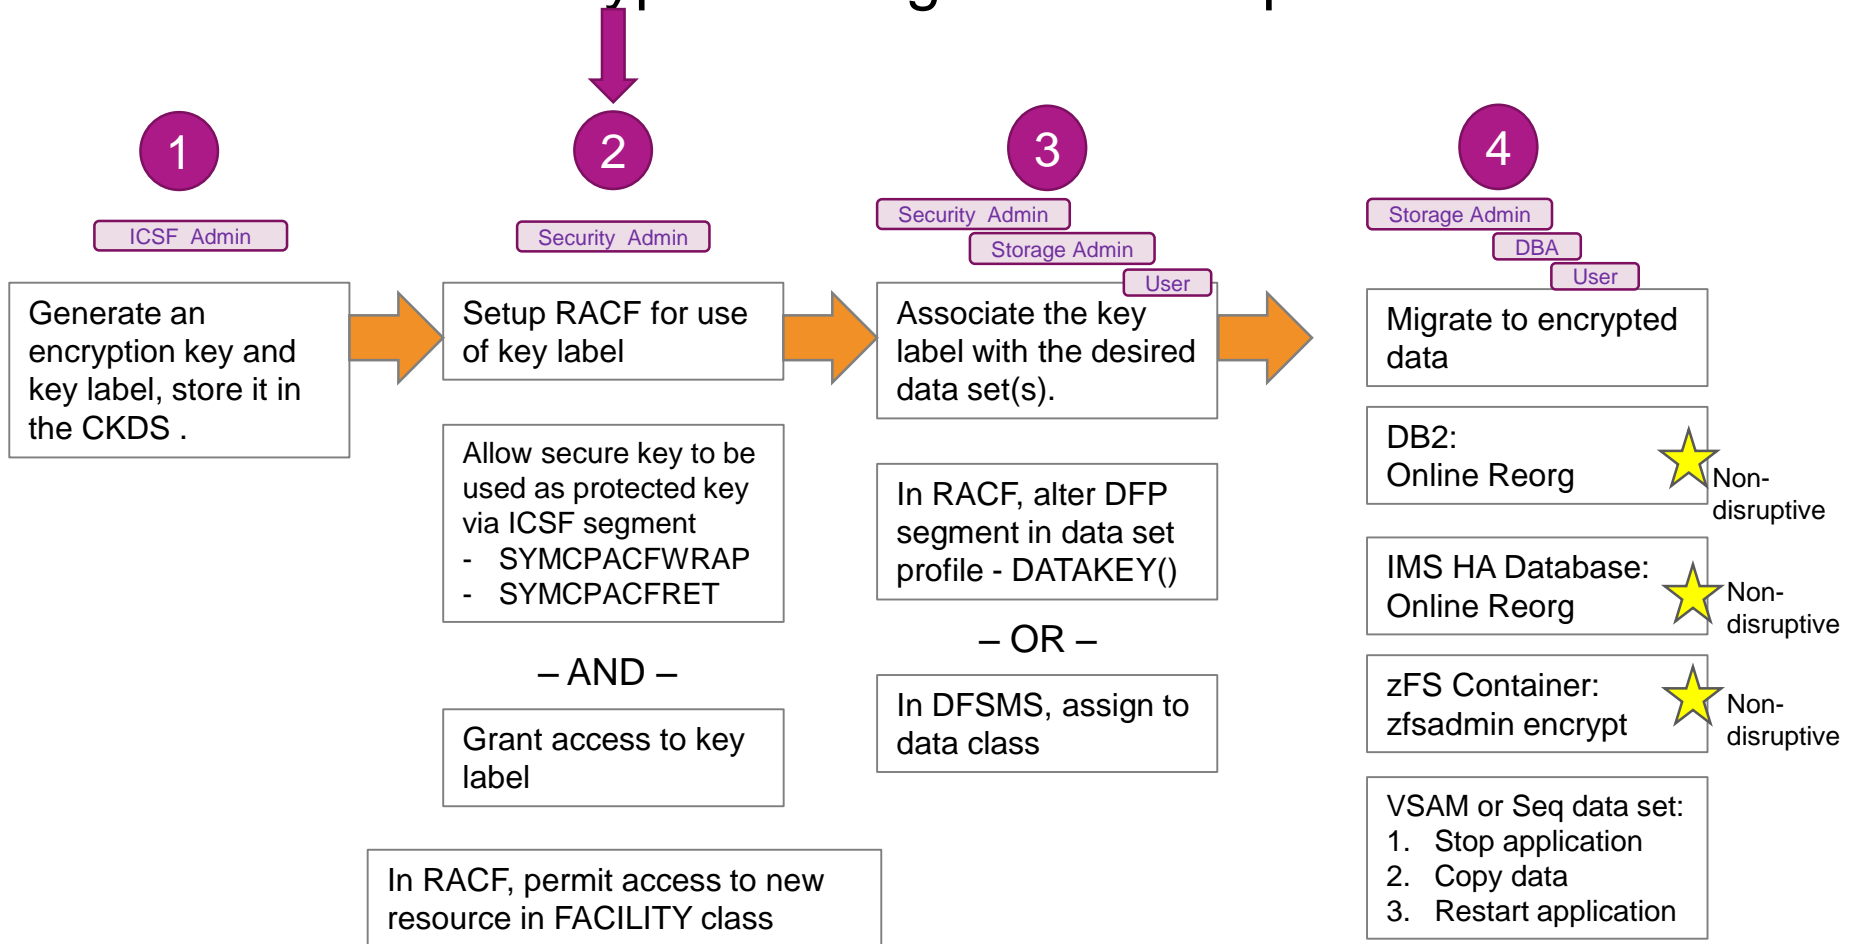 1
ICSF Admin
Generate an
encryption key and
key label, store it in
the CKDS .
2
Security Admin
Setup RACF for use
of key label
Allow secure key to be
used as protected key
via ICSF segment
- SYMCPACFWRAP
- SYMCPACFRET
– AND –
Grant access to key
label
In RACF, permit access to new
resource in FACILITY class
3
Security Admin
Storage Admin
User
Associate the key
label with the desired
data set(s).
In RACF, alter DFP
segment in data set
profile - DATAKEY()
– OR –
In DFSMS, assign to
data class
4
Storage Admin
DBA
User
Migrate to encrypted
data
DB2:
Online Reorg
Non-
disruptive
IMS HA Database:
Online Reorg
Non-
disruptive
zFS Container:
zfsadmin encrypt
Non-
disruptive
VSAM or Seq data set:
1. Stop application
2. Copy data
3. Restart application